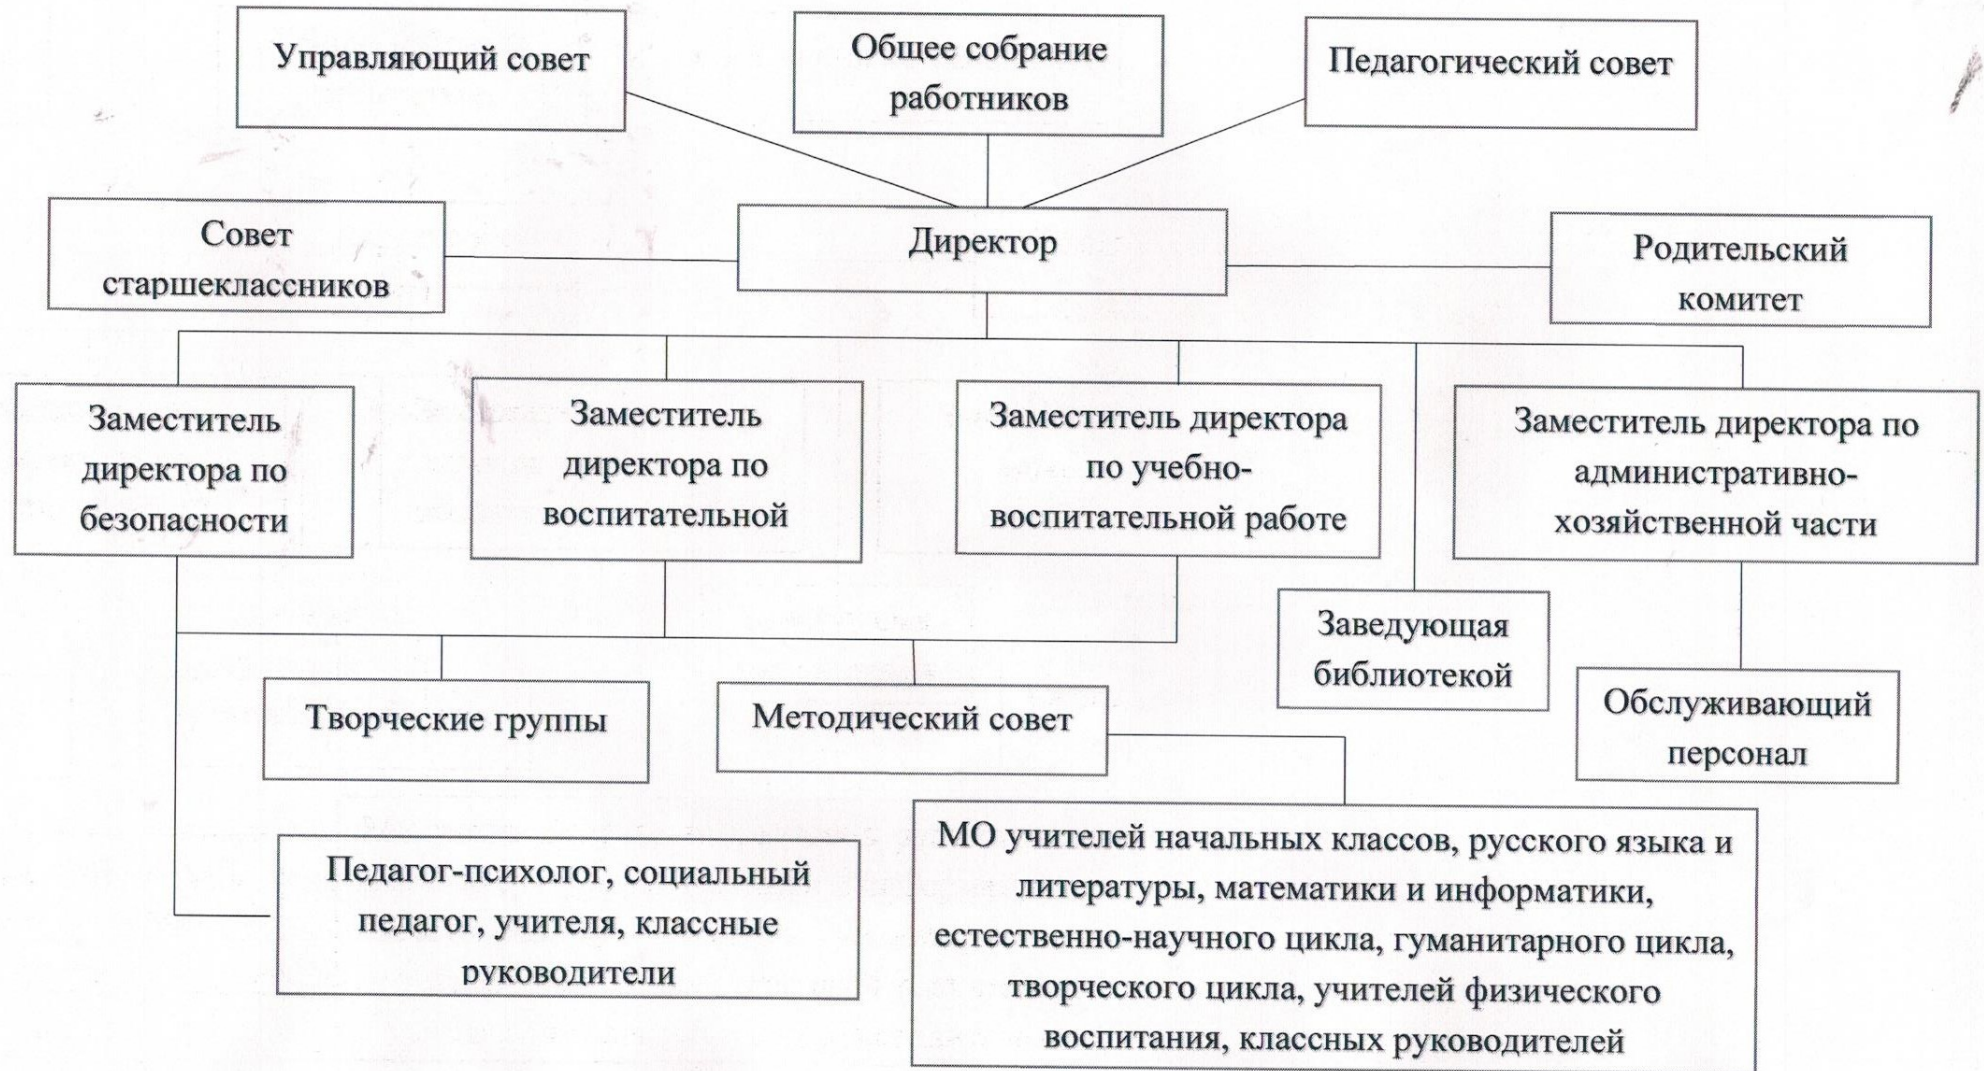 Управляющий совет
Общее собрание
работников
Педагогический совет
Совет
старшеклассников
Директор
Родительский
комитет
Заместитель
директора по
безопасности
Заместитель
директора по
воспитательной
Заместитель директора
по учебно-
воспитательной работе
Заместитель директора по
административно-
хозяйственной части
Заведующая
библиотекой
Обслуживающий
персонал
Творческие группы
Методический совет
Педагог-психолог, социальный
педагог, учителя, классные
руководители
МО учителей начальных классов, русского языка и
литературы, математики и информатики,
естественно-научного цикла, гуманитарного цикла,
творческого цикла, учителей физического
воспитания, классных руководителей